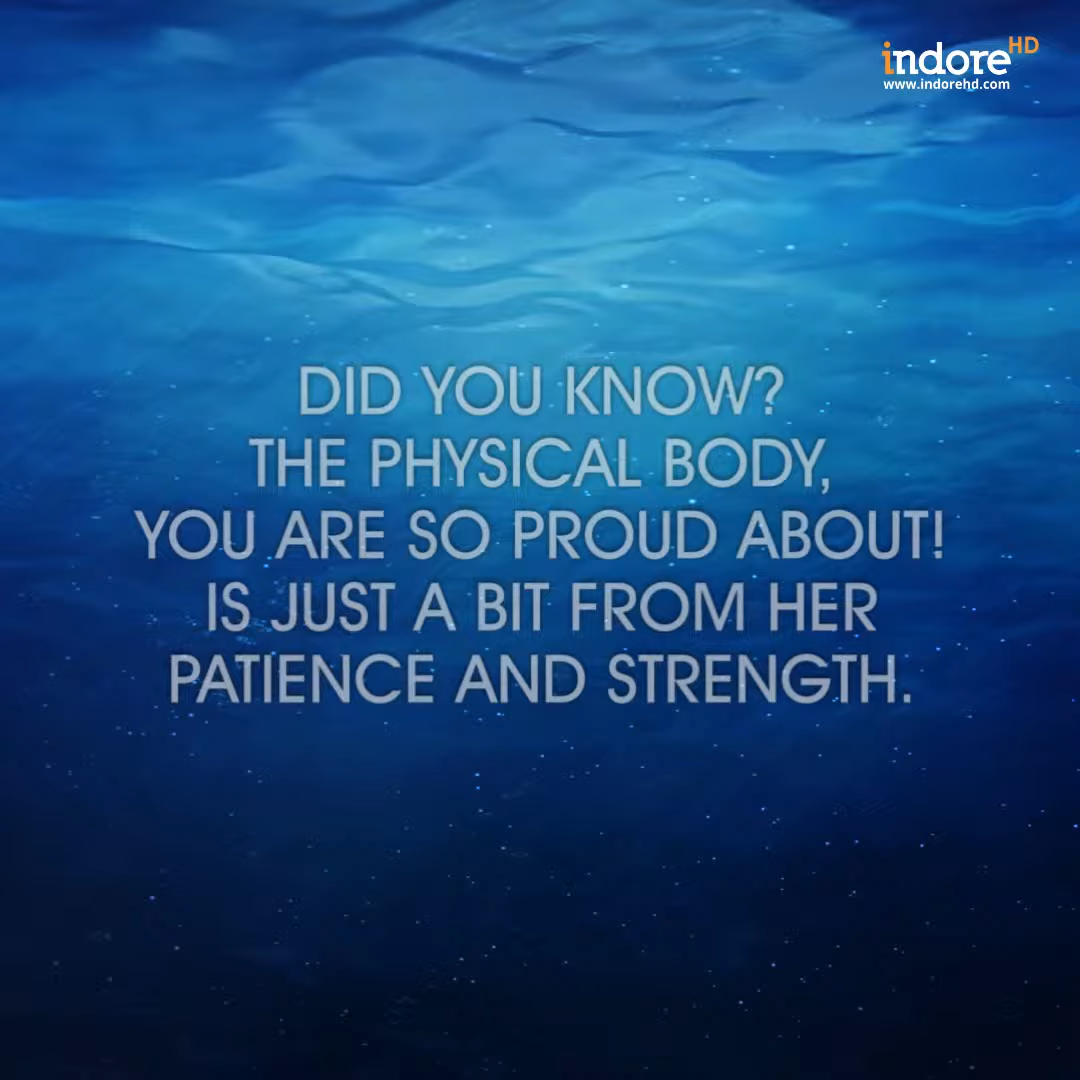 indoreHD
www.indorehd.com
DID YOU KNOW?
THE PHYSICAL BODY,
YOU ARE SO PROUD ABOUT!
IS JUST A BIT FROM HER
PATIENCE AND STRENGTH.